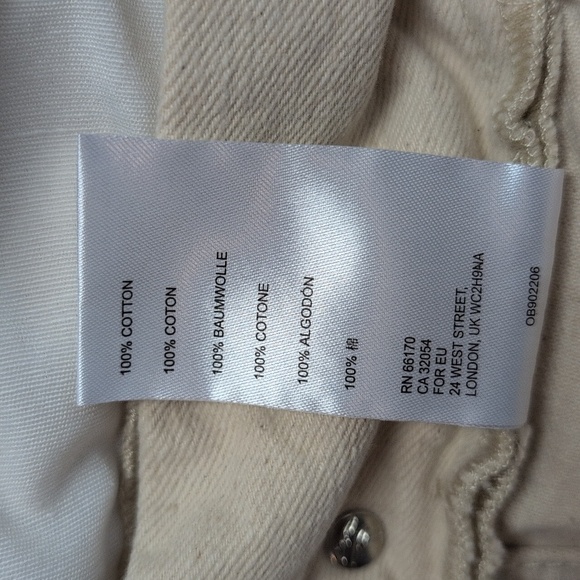 100% COTTON
100% COTON
100% BAUMWOLLE
100% COTONE
100% ALGODÓN
100% 棉
RN 66170
CA 32054
FOR EU
24 WEST STREET,
LONDON, UK WC2H9NA
OB902206